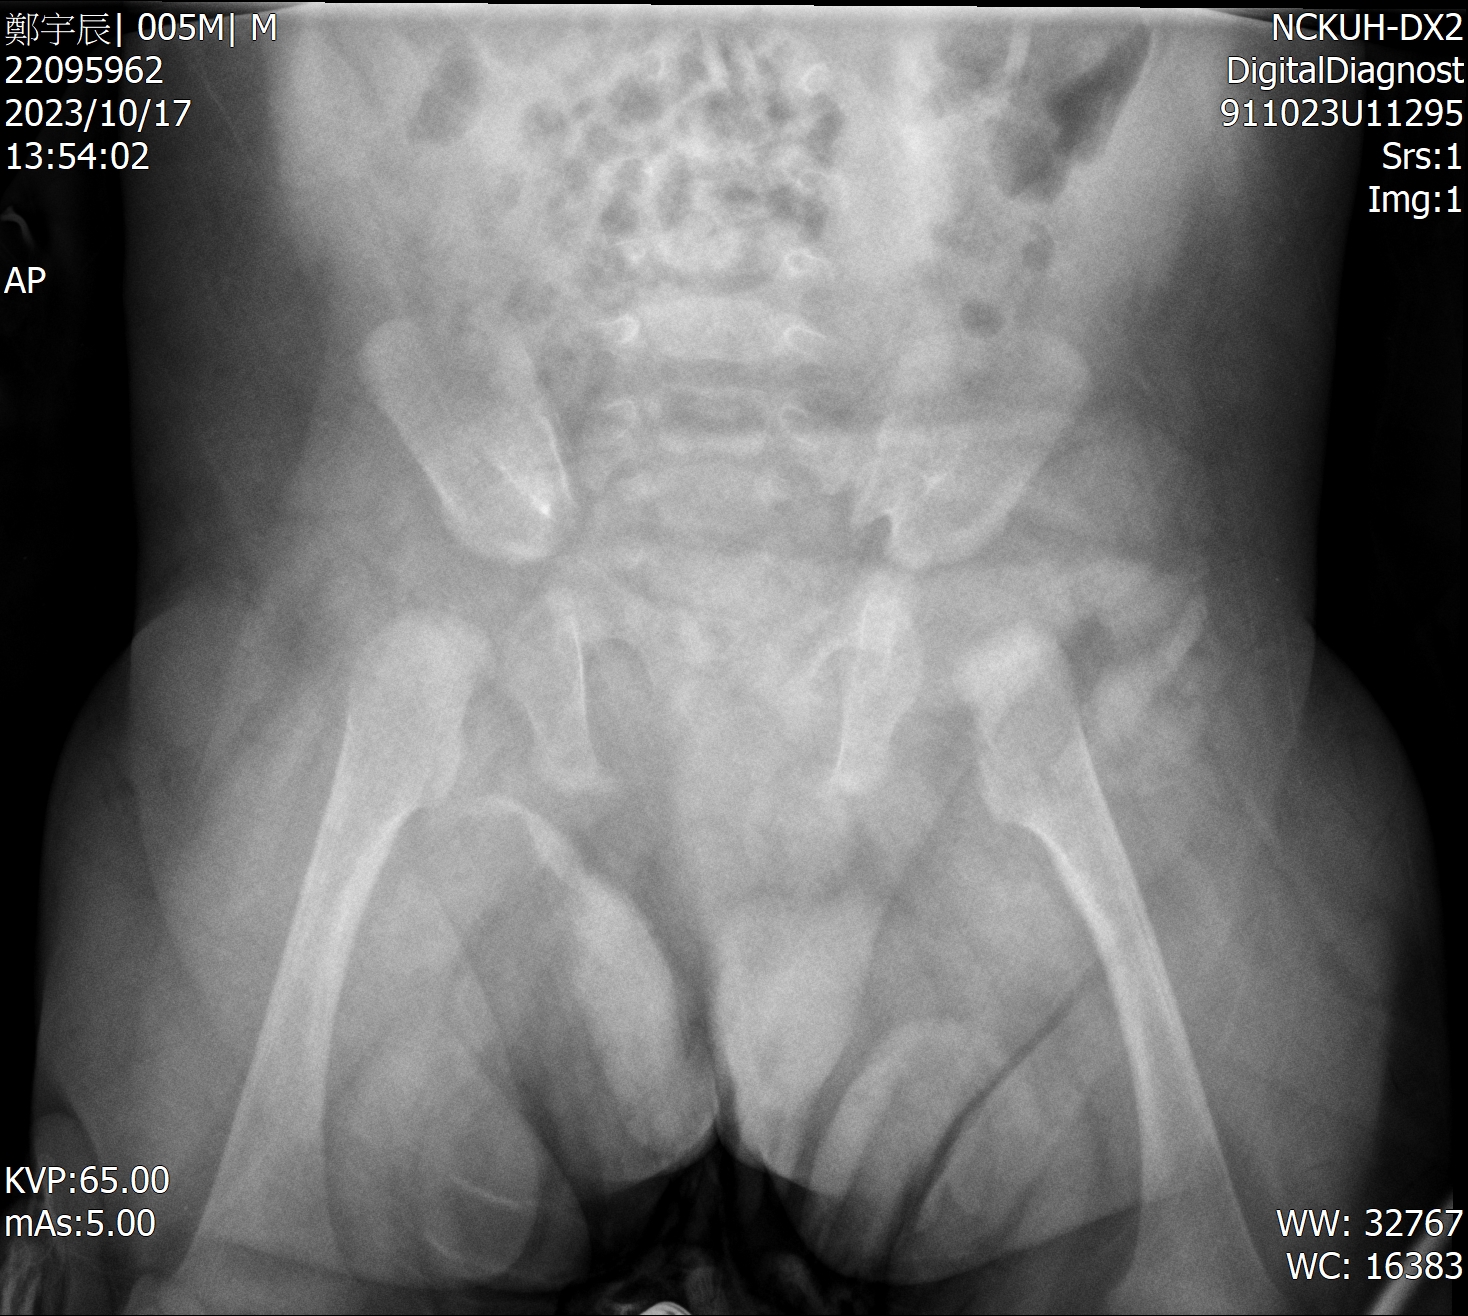 鄭宇辰| 005M| M
22095962
2023/10/17
13:54:02
AP
NCKUH-DX2
DigitalDiagnost
911023U11295
Srs:1
Img:1
KVP:65.00
mAs:5.00
WW: 32767
WC: 16383